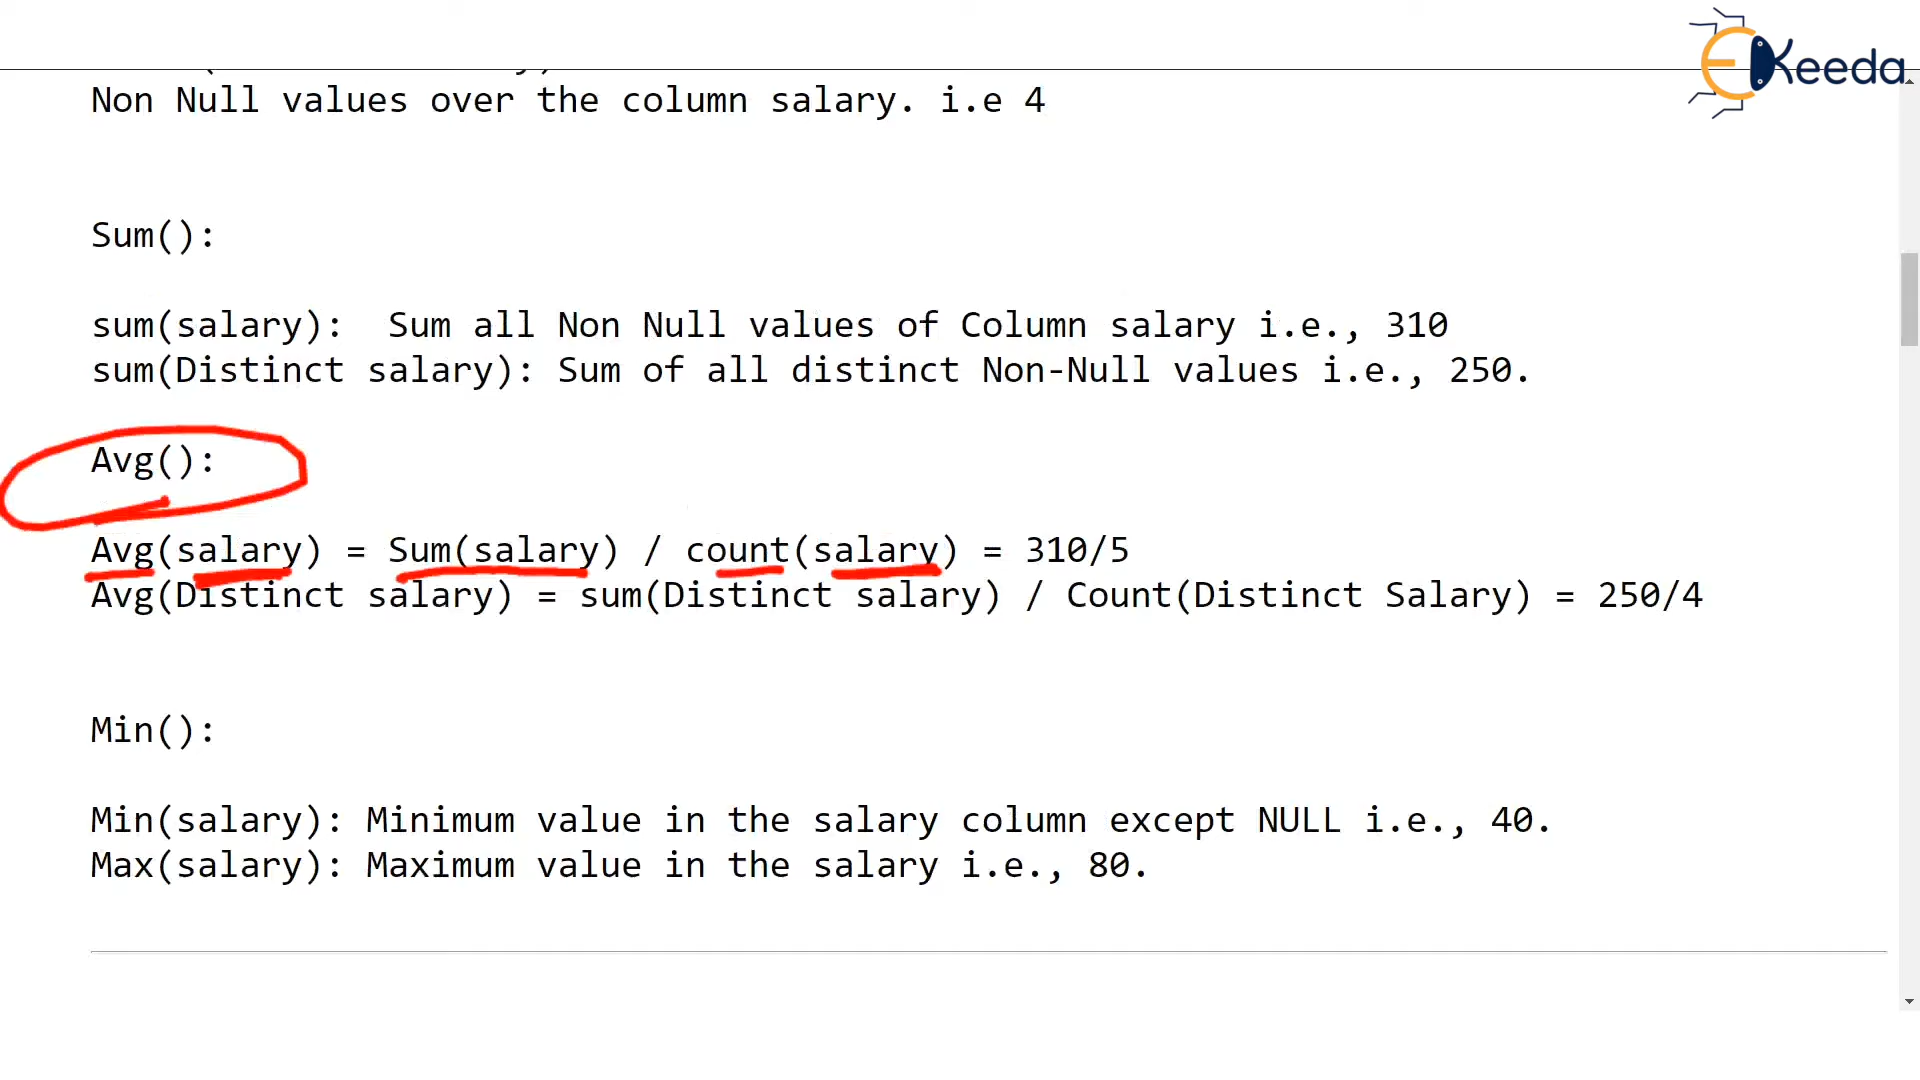 EKeeda
Non Null values over the column salary. i.e 4
Sum():
sum(salary):  Sum all Non Null values of Column salary i.e., 310
sum(Distinct salary): Sum of all distinct Non-Null values i.e., 250.
Avg():
Avg(salary) = Sum(salary) / count(salary) = 310/5
Avg(Distinct salary) = sum(Distinct salary) / Count(Distinct Salary) = 250/4
Min():
Min(salary): Minimum value in the salary column except NULL i.e., 40.
Max(salary): Maximum value in the salary i.e., 80.